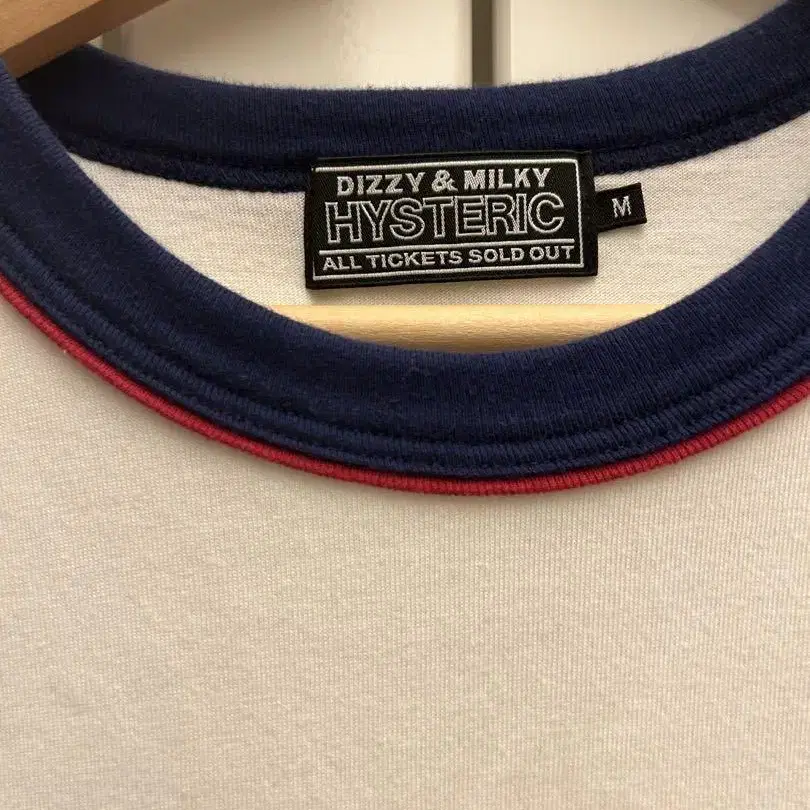 DIZZY & MILKY
HYSTERIC
ALL TICKETS SOLD OUT
M